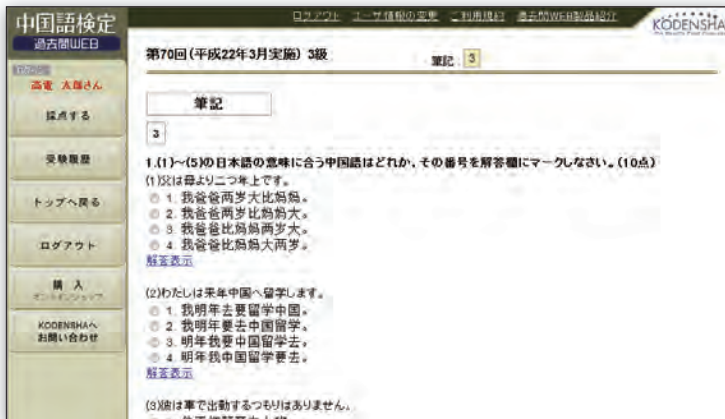 中国語検定
過去問WEB
ログアウト ユーザ情報の変更 ご利用規約 過去問WEB製品紹介
KODENSHA
高電 太郎さん
採点する
受験履歴
トップへ戻る
ログアウト
購 入
オンラインショップ
KODENSHAへ
お問い合わせ
第70回(平成22年3月実施) 3級
筆記 3
筆記
3
1.(1)~(5)の日本語の意味に合う中国語はどれか、その番号を解答欄にマークしなさい。(10点)
(1)父は母より二つ年上です。
1. 我爸爸两岁大比妈妈。
2. 我爸爸两岁比妈妈大。
3. 我爸爸比妈妈两岁大。
4. 我爸爸比妈妈大两岁。
解答表示
(2)わたしは来年中国へ留学します。
1. 我明年去要留学中国。
2. 我明年要去中国留学。
3. 明年我要中国留学去。
4. 明年我中国留学要去。
解答表示
(3)彼は車で出勤するつもりはありません。